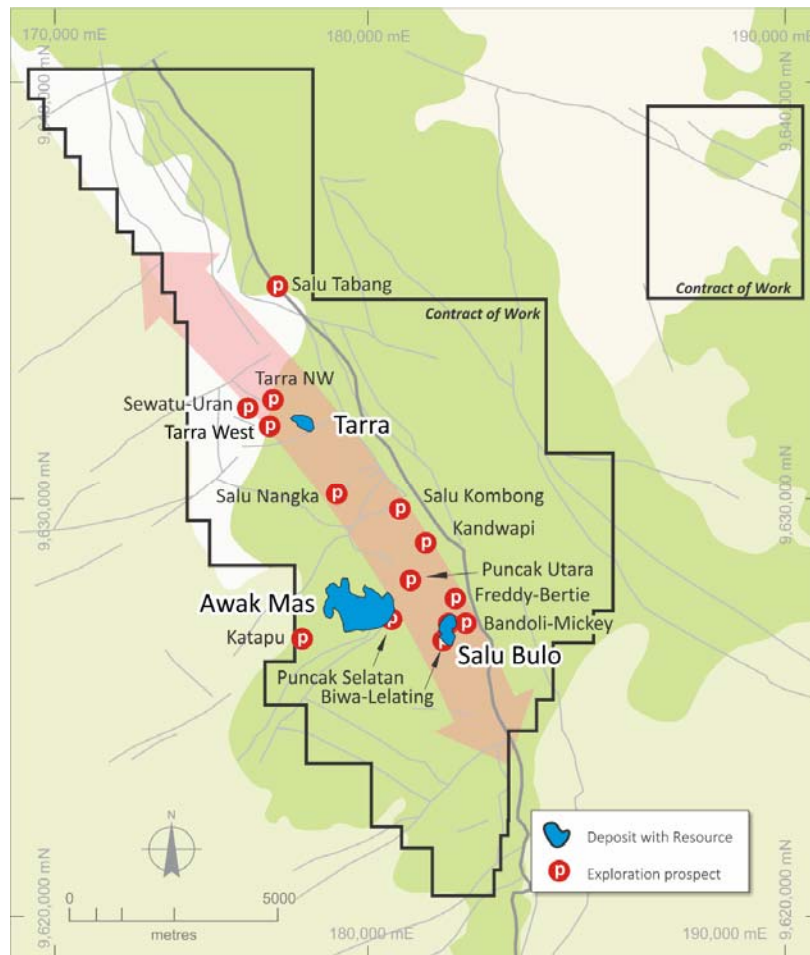 170,000 mE
180,000 mE
190,000 mE
9,640,000 mN
9,640,000 mN
Contract of Work
Salu Tabang
Contract of Work
Tarra NW
Sewatu-Uran
Tarra West
Tarra
9,630,000 mN
9,630,000 mN
Salu Nangka
Salu Kombong
Kandwapi
Puncak Utara
Freddy-Bertie
Awak Mas
Bandoli-Mickey
Katapu
Salu Bulo
Puncak Selatan
Biwa-Lelating
N
Deposit with Resource
p Exploration prospect
0 5000
metres
9,620,000 mN
9,620,000 mN
180,000 mE
190,000 mE